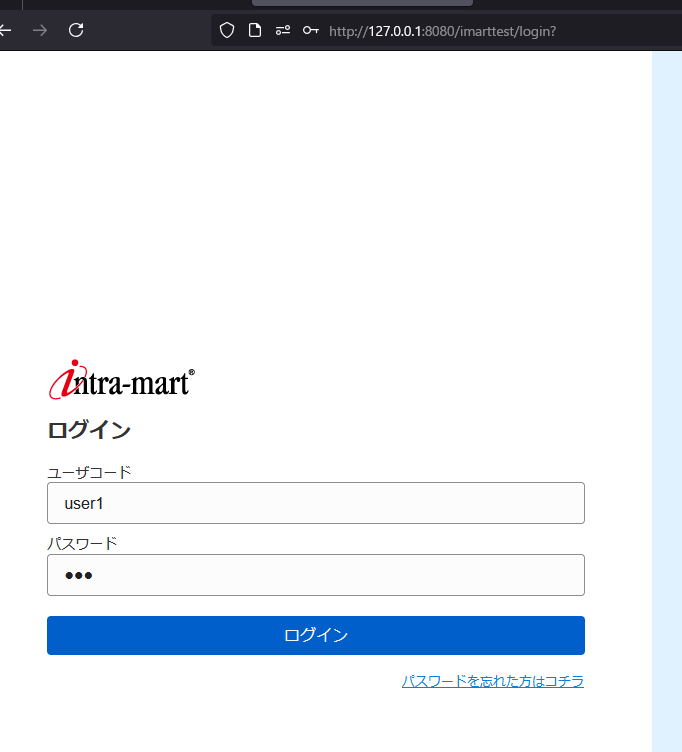 http://127.0.0.1:8080/imarttest/login?
intra-mart®
ログイン
ユーザコード
user1
パスワード
●●●
ログイン
パスワードを忘れた方はコチラ